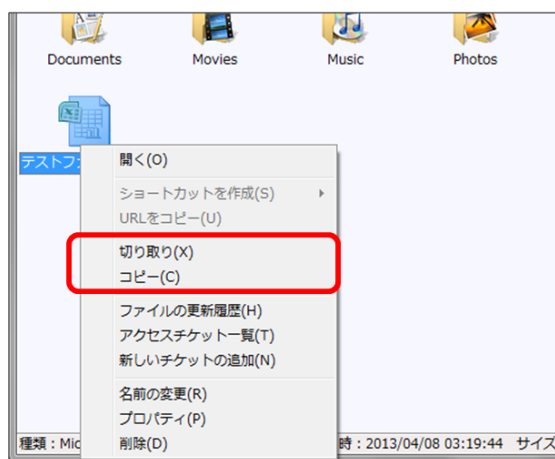 Documents Movies Music Photos
テストフ
開く(O)
ショートカットを作成(S)
URLをコピー(U)
切り取り(X)
コピー(C)
ファイルの更新履歴(H)
アクセスチケット一覧(T)
新しいチケットの追加(N)
名前の変更(R)
プロパティ(P)
削除(D)
種類：Mic 時：2013/04/08 03:19:44 サイズ